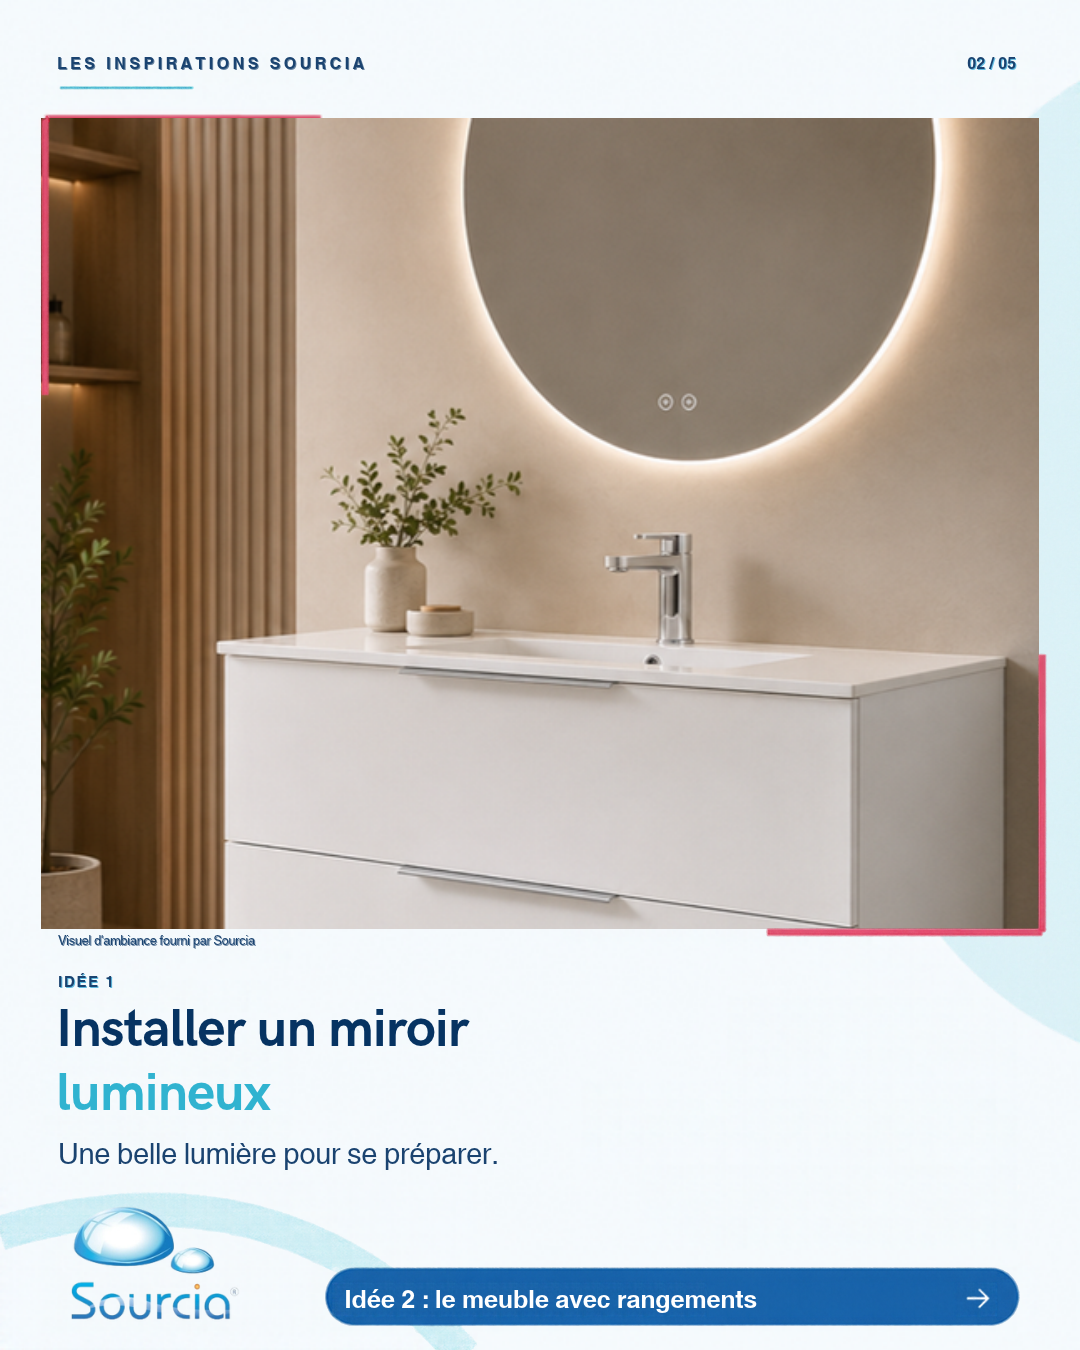 LES INSPIRATIONS SOURCIA
02 / 05
Visuel d'ambiance fourni par Sourcia
IDÉE 1
Installer un miroir
lumineux
Une belle lumière pour se préparer.
Sourcia®
Idée 2 : le meuble avec rangements →